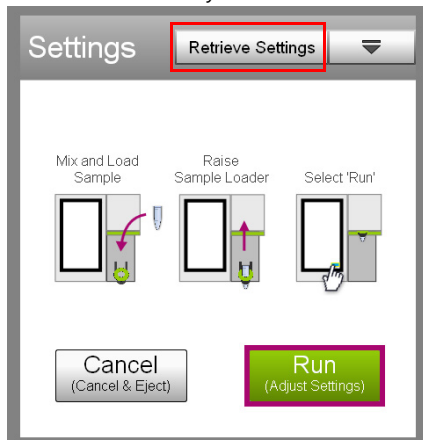 Settings
Retrieve Settings
Mix and Load
Sample
Raise
Sample Loader
Select 'Run'
Cancel
(Cancel & Eject)
Run
(Adjust Settings)